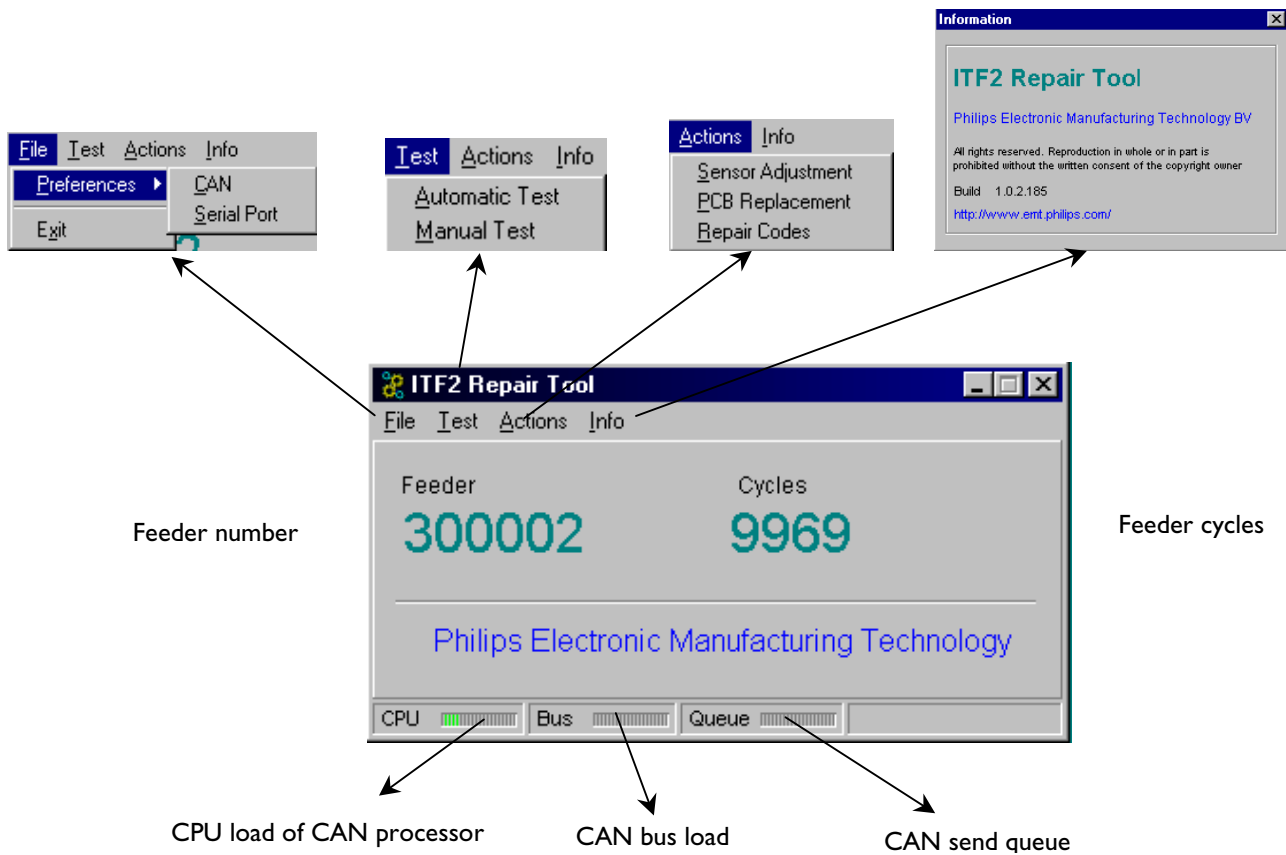 Information
ITF2 Repair Tool
Philips Electronic Manufacturing Technology BV
All rights reserved. Reproduction in whole or in part is
prohibited without the written consent of the copyright owner
Build 1.0.2.185
http://www.emt.philips.com/
File Test Actions Info
Preferences
CAN
Serial Port
Exit
Test Actions Info
Automatic Test
Manual Test
Actions Info
Sensor Adjustment
PCB Replacement
Repair Codes
ITF2 Repair Tool
File Test Actions Info
Feeder
Cycles
Feeder number
300002
9969
Feeder cycles
Philips Electronic Manufacturing Technology
CPU
Bus
Queue
CPU load of CAN processor
CAN bus load
CAN send queue